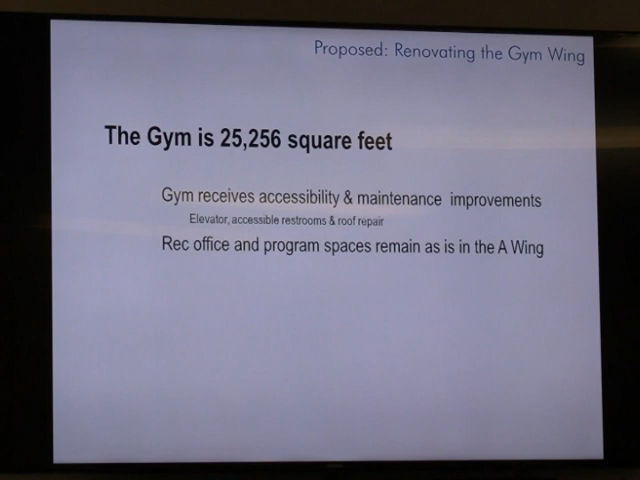 Proposed: Renovating the Gym Wing
The Gym is 25,256 square feet
Gym receives accessibility & maintenance improvements
Elevator, accessible restrooms & roof repair
Rec office and program spaces remain as is in the A Wing